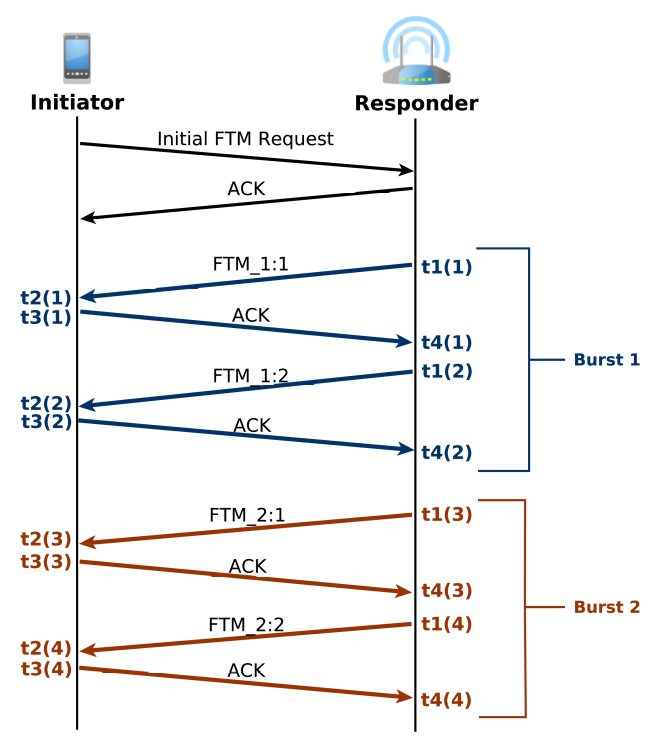 Initiator
Responder
Initial FTM Request
ACK
FTM_1:1
t1(1)
t2(1)
t3(1)
ACK
t4(1)
Burst 1
FTM_1:2
t1(2)
t2(2)
t3(2)
ACK
t4(2)
FTM_2:1
t1(3)
t2(3)
t3(3)
ACK
t4(3)
Burst 2
FTM_2:2
t1(4)
t2(4)
t3(4)
ACK
t4(4)